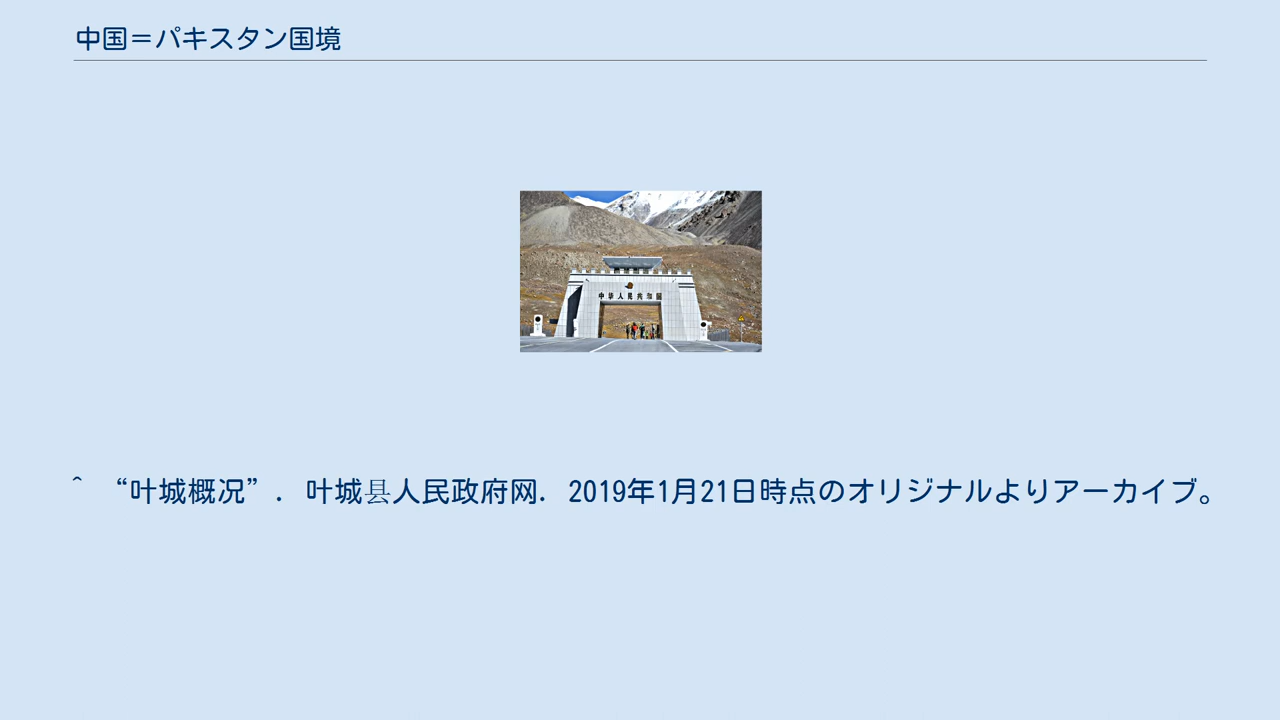 中国＝パキスタン国境
中华人民共和国
^ “叶城概况”. 叶城县人民政府网. 2019年1月21日時点のオリジナルよりアーカイブ。